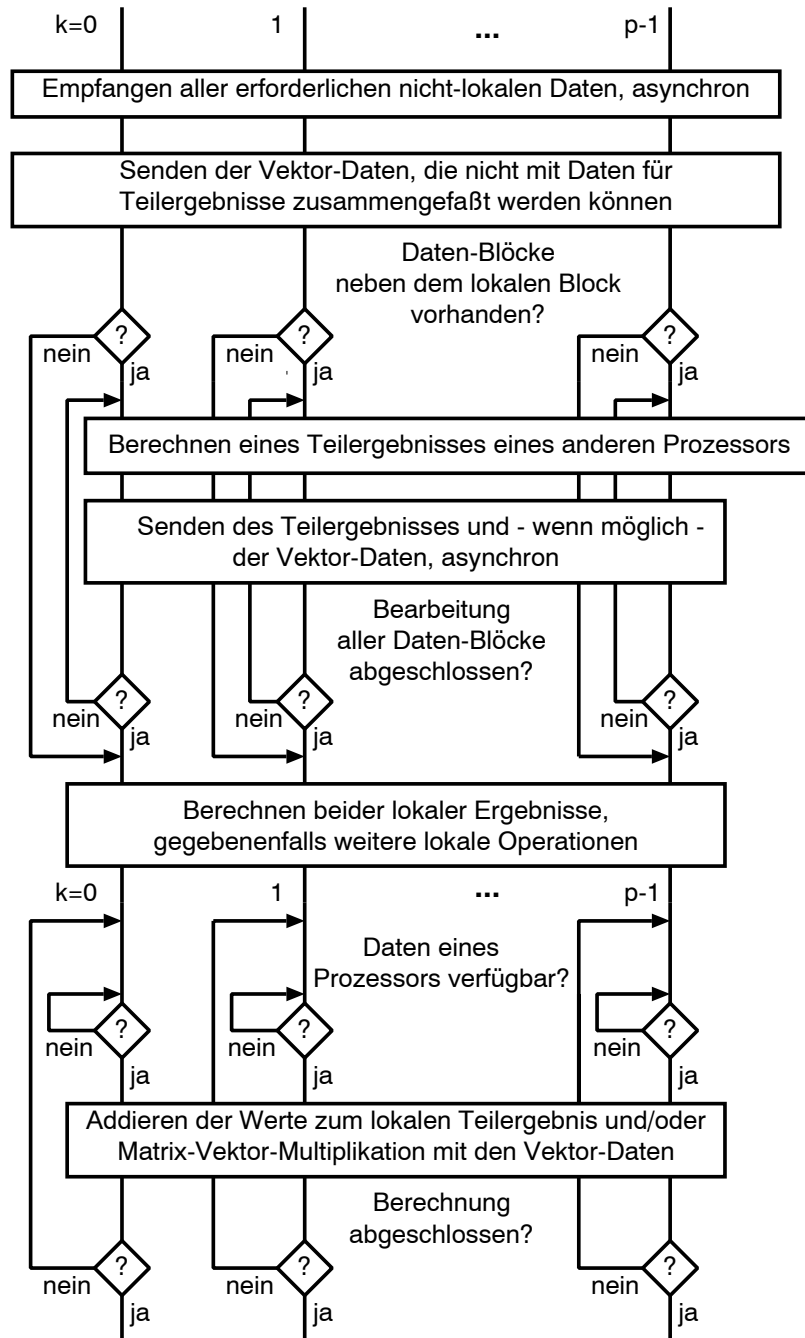 k=0 1 ... p-1
Empfangen aller erforderlichen nicht-lokalen Daten, asynchron
Senden der Vektor-Daten, die nicht mit Daten für
Teilergebnisse zusammengefaßt werden können
Daten-Blöcke
neben dem lokalen Block
vorhanden?
? ? ?
nein nein nein
ja ja ja
Berechnen eines Teilergebnisses eines anderen Prozessors
Senden des Teilergebnisses und - wenn möglich -
der Vektor-Daten, asynchron
Bearbeitung
aller Daten-Blöcke
abgeschlossen?
? ? ?
nein nein nein
ja ja ja
Berechnen beider lokaler Ergebnisse,
gegebenenfalls weitere lokale Operationen
k=0 1 ... p-1
Daten eines
Prozessors verfügbar?
? ? ?
nein nein nein
ja ja ja
Addieren der Werte zum lokalen Teilergebnis und/oder
Matrix-Vektor-Multiplikation mit den Vektor-Daten
Berechnung
abgeschlossen?
? ? ?
nein nein nein
ja ja ja